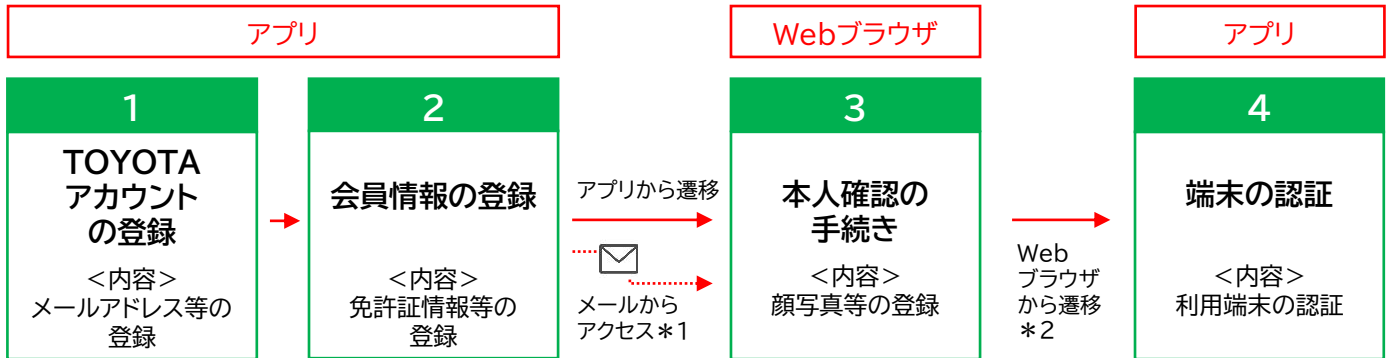 アプリ
Webブラウザ
アプリ
1
TOYOTA
アカウント
の登録
＜内容＞
メールアドレス等の
登録
2
会員情報の登録
＜内容＞
免許証情報等の
登録
アプリから遷移
メールから
アクセス＊1
3
本人確認の
手続き
＜内容＞
顔写真等の登録
Web
ブラウザ
から遷移
＊2
4
端末の認証
＜内容＞
利用端末の認証